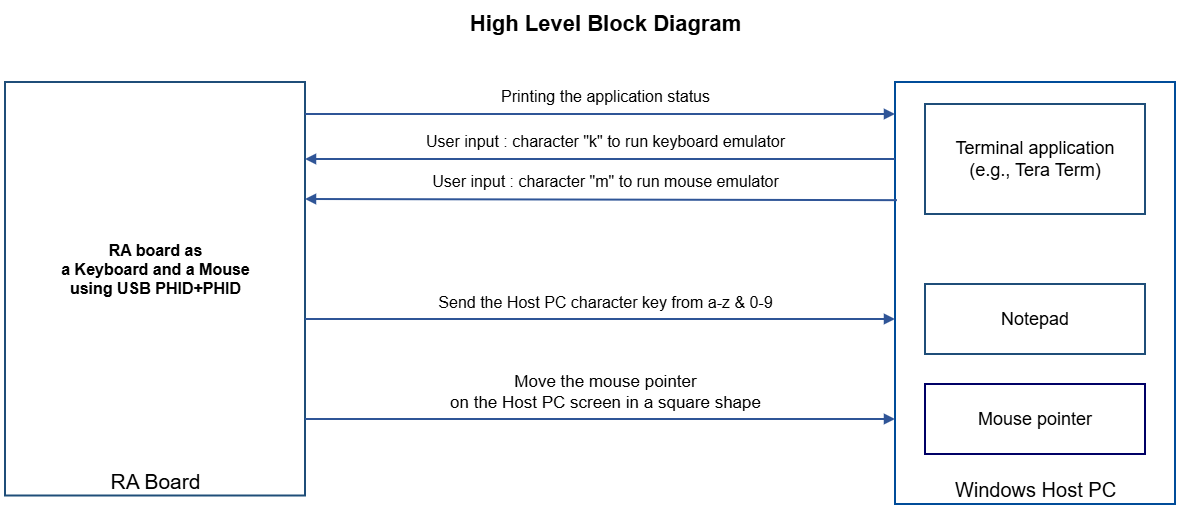 High Level Block Diagram
Printing the application status
User input : character "k" to run keyboard emulator
User input : character "m" to run mouse emulator
Terminal application
(e.g., Tera Term)
RA board as
a Keyboard and a Mouse
using USB PHID+PHID
Send the Host PC character key from a-z & 0-9
Notepad
Move the mouse pointer
on the Host PC screen in a square shape
Mouse pointer
RA Board
Windows Host PC